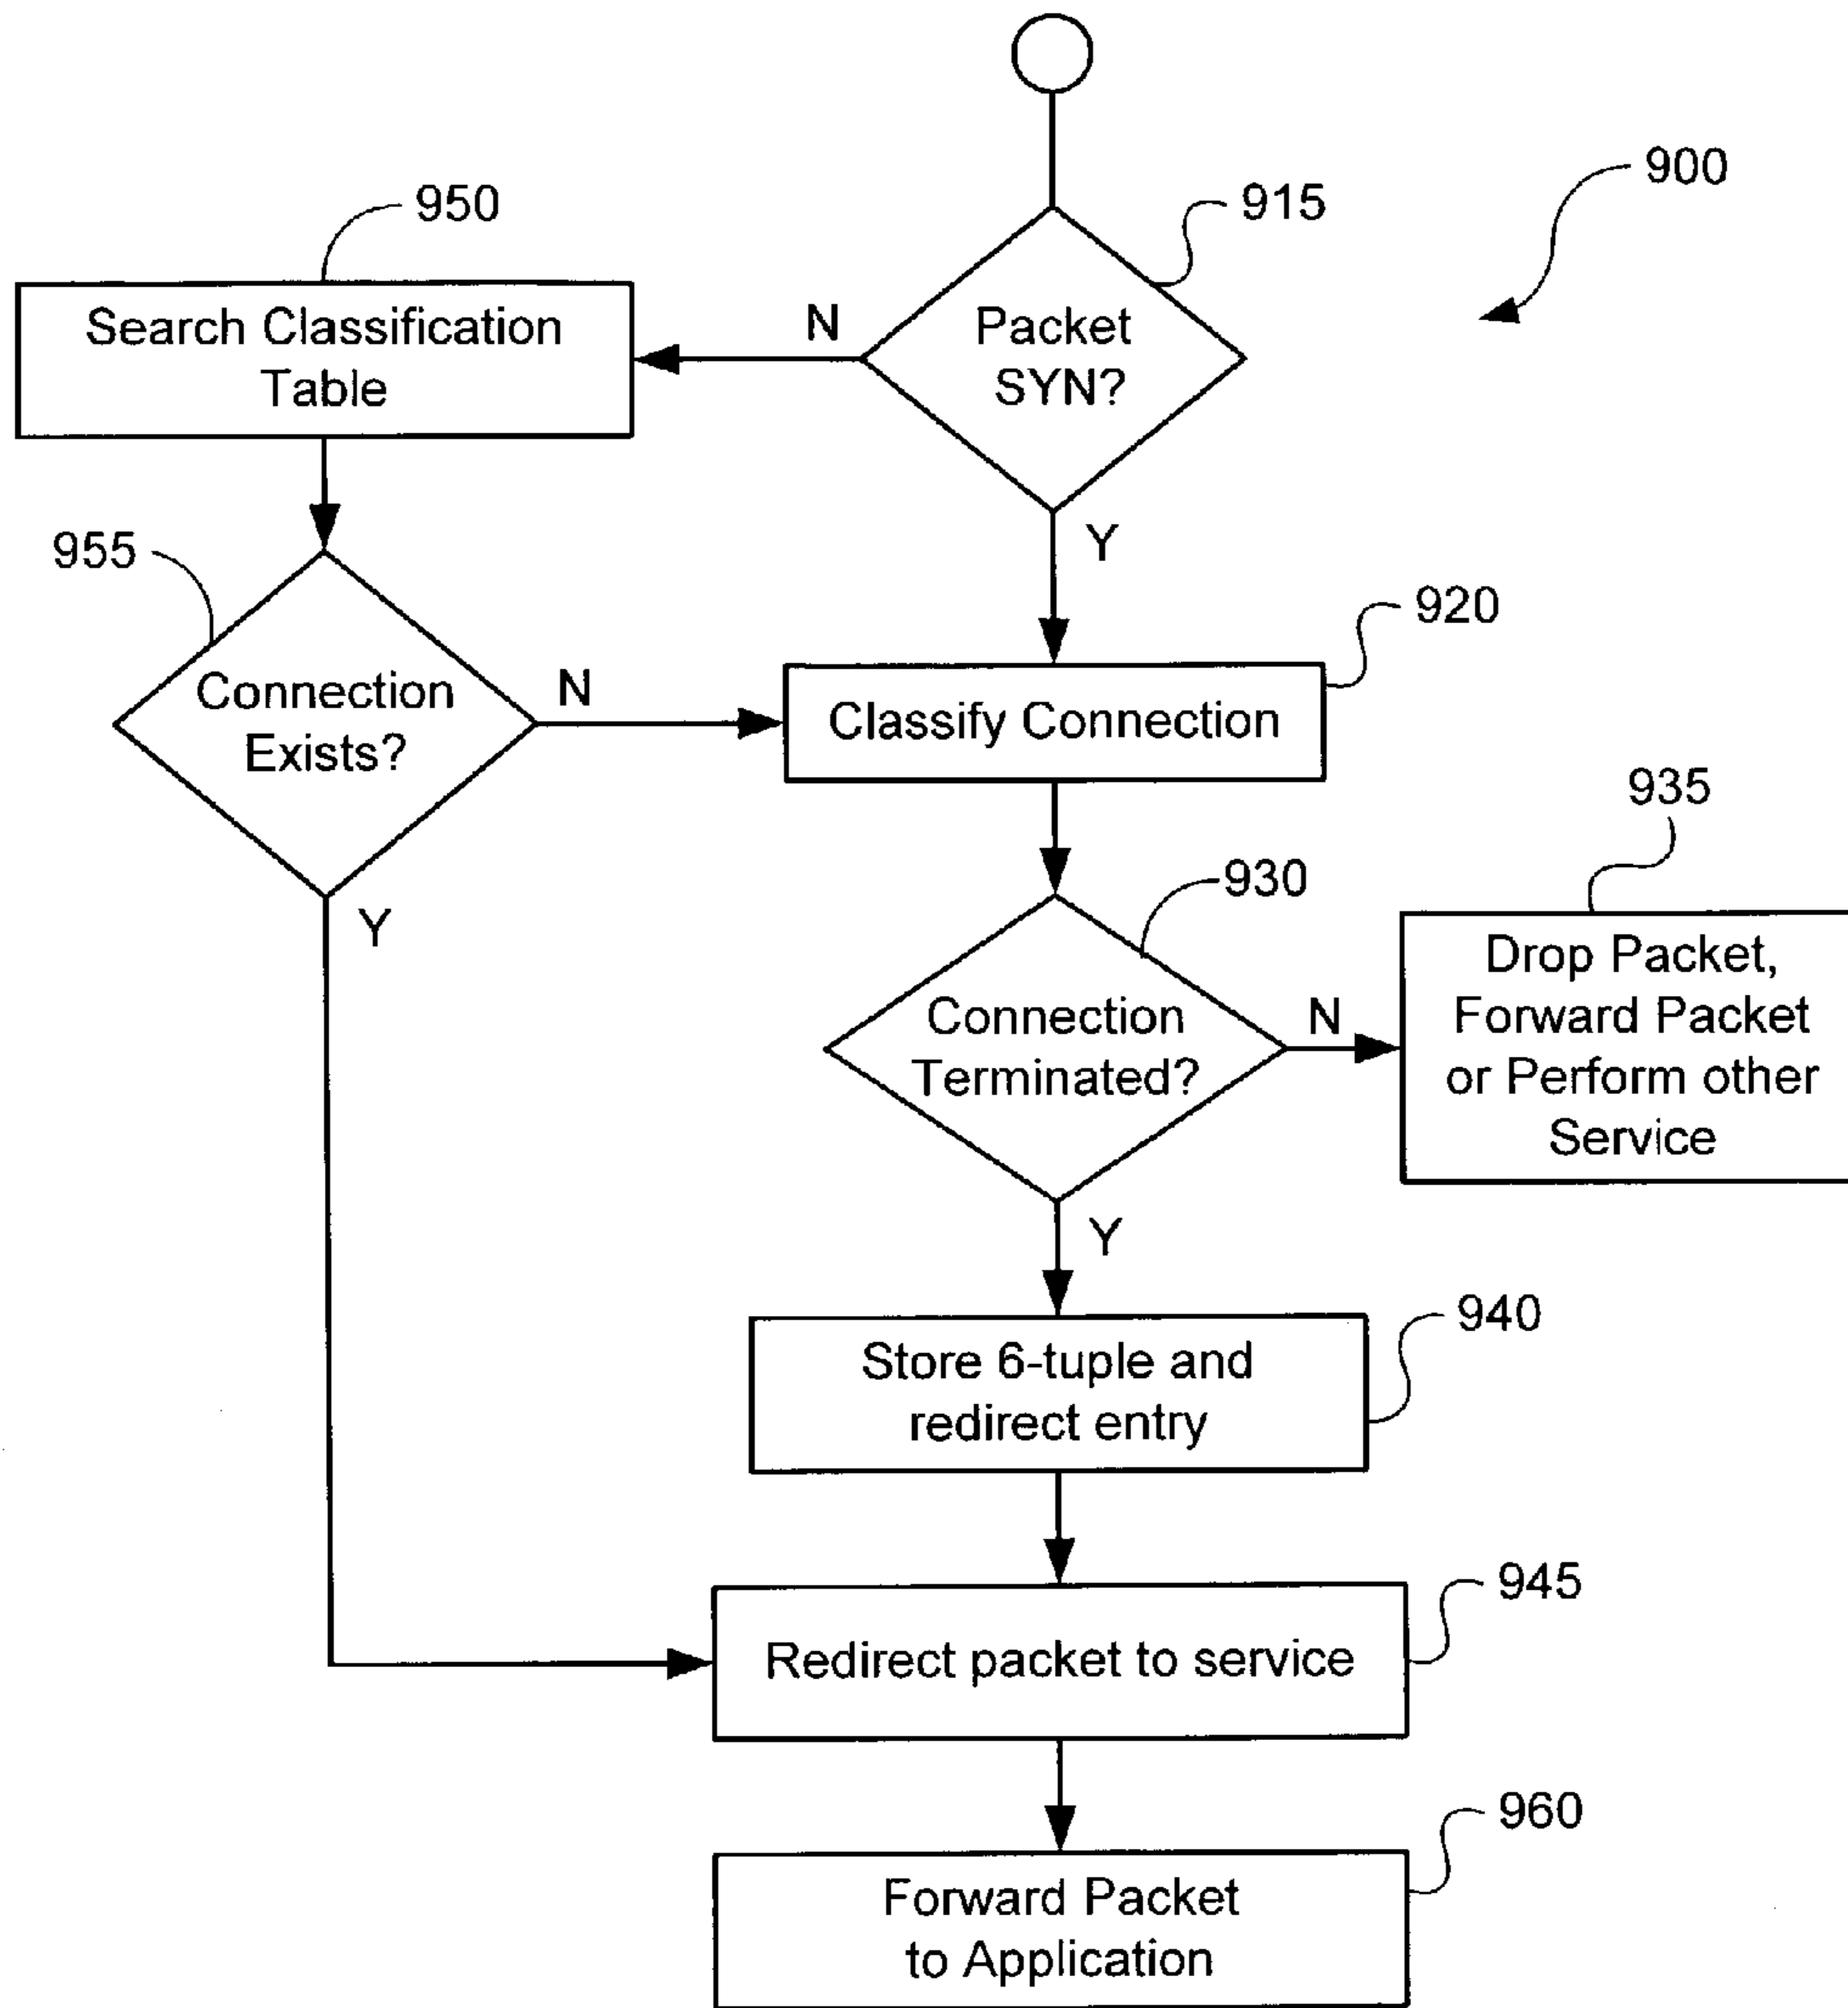 900
915
Packet
SYN?
N
Y
950
Search Classification
Table
955
Connection
Exists?
N
Y
920
Classify Connection
930
Connection
Terminated?
N
Y
935
Drop Packet,
Forward Packet
or Perform other
Service
940
Store 6-tuple and
redirect entry
945
Redirect packet to service
960
Forward Packet
to Application